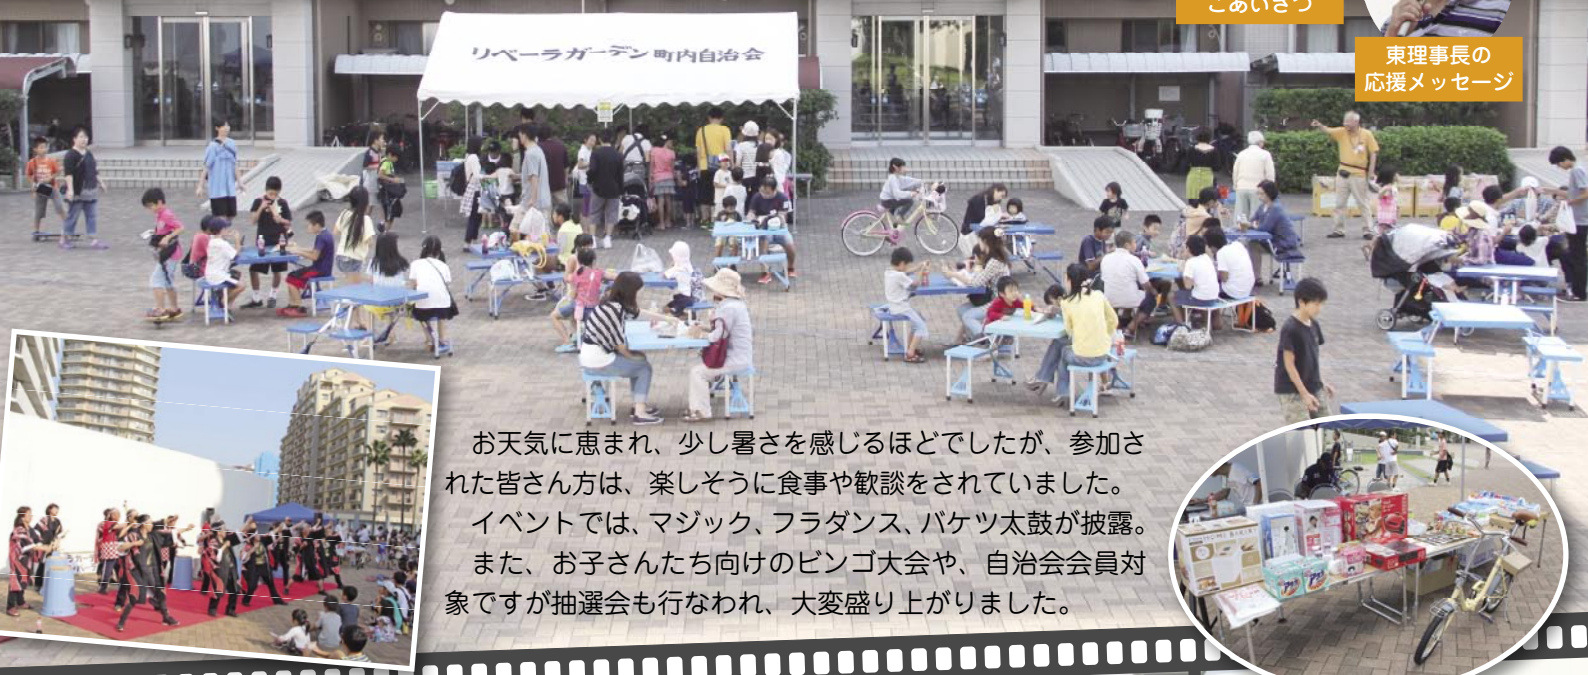 ごあいさつ
東理事長の
応援メッセージ
リベーラガーデン町内自治会
お天気に恵まれ、少し暑さを感じるほどでしたが、参加さ
れた皆さん方は、楽しそうに食事や歓談をされていました。
イベントでは、マジック、フラダンス、バケツ太鼓が披露。
また、お子さんたち向けのビンゴ大会や、自治会会員対
象ですが抽選会も行なわれ、大変盛り上がりました。